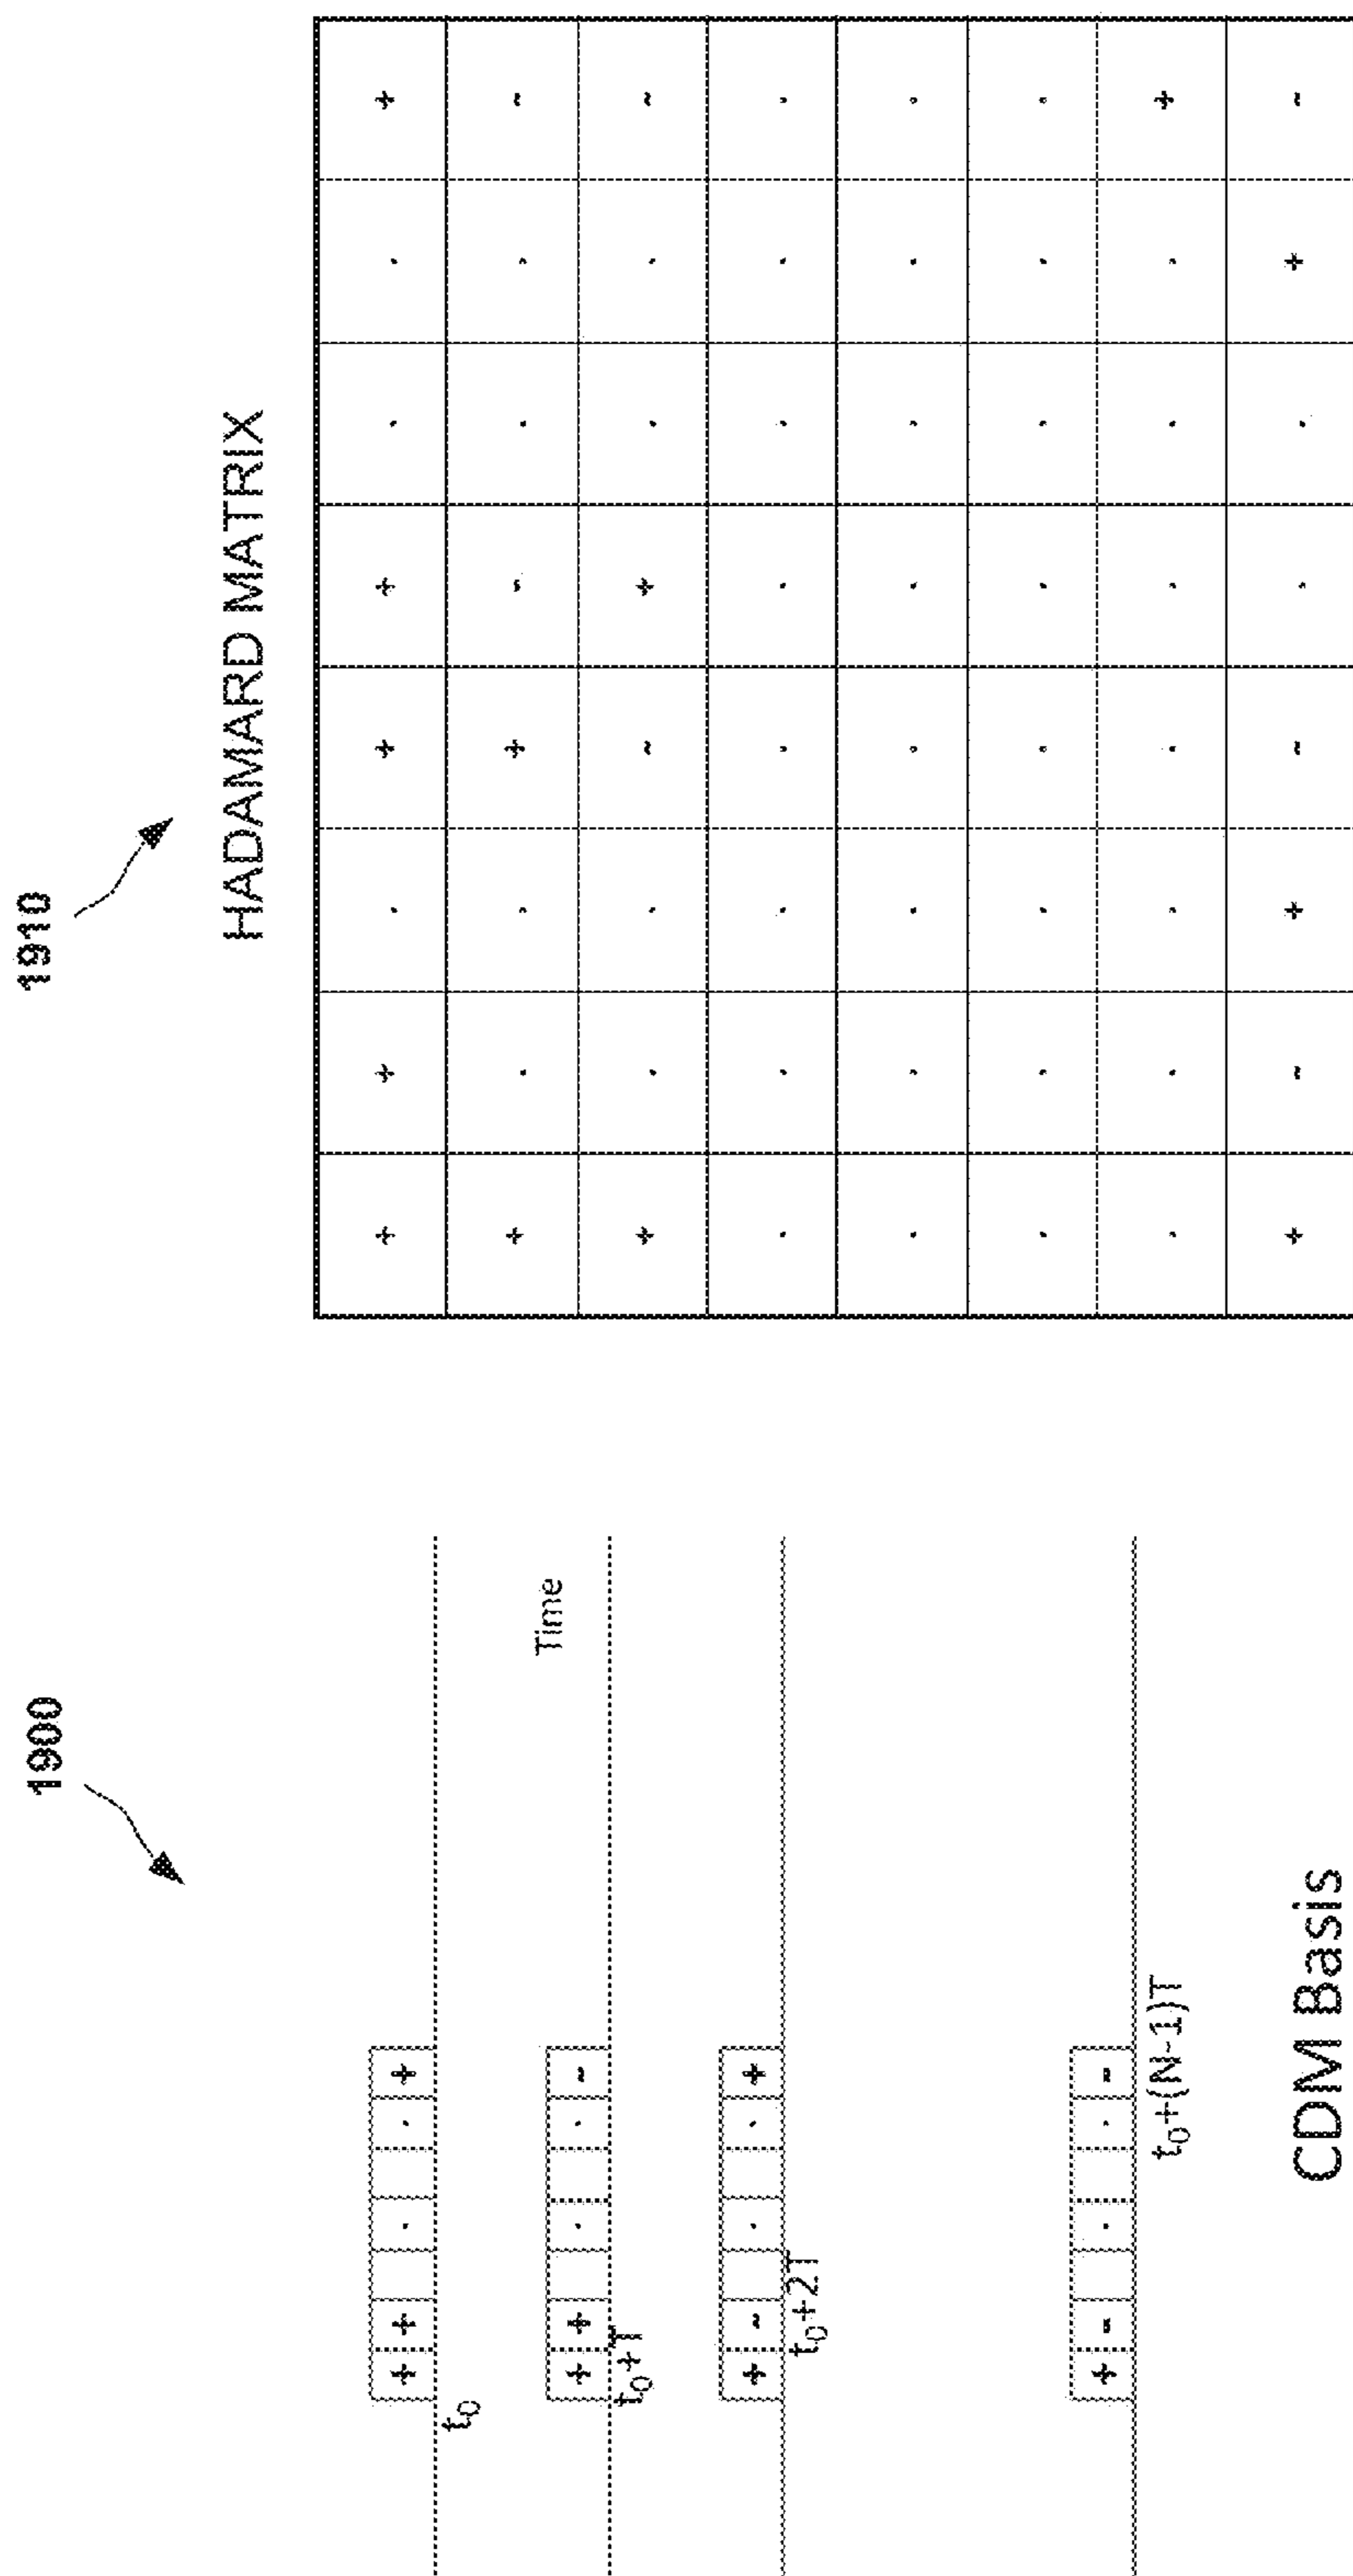 1900
+ + . . +
t₀
+ + . . -
t₀+T
Time
+ - . . +
t₀+2T
+ - . . -
t₀+(N-1)T
CDM Basis
1910
HADAMARD MATRIX
+ + . + + . . +
+ . . + - . . -
+ . . - + . . -
. . . . . . . .
. . . . . . . .
. . . . . . . .
. . . . . . . +
+ - + - . . + -